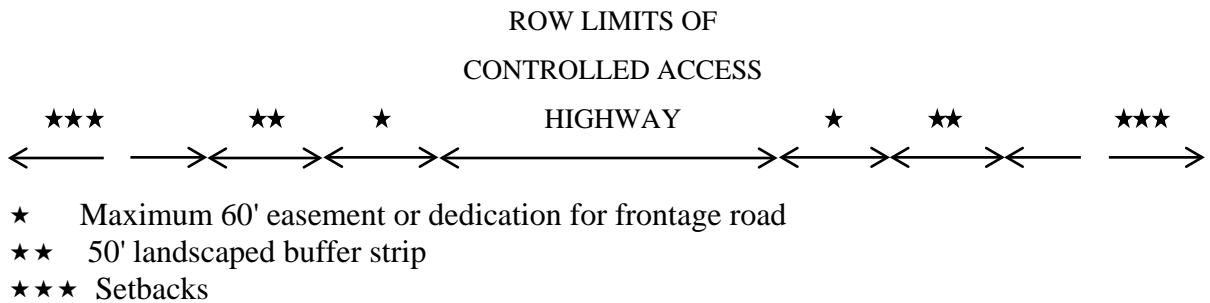 ROW LIMITS OF
CONTROLLED ACCESS
★★★ ★★ ★ HIGHWAY ★ ★★ ★★★
★ Maximum 60' easement or dedication for frontage road
★★ 50' landscaped buffer strip
★★★ Setbacks